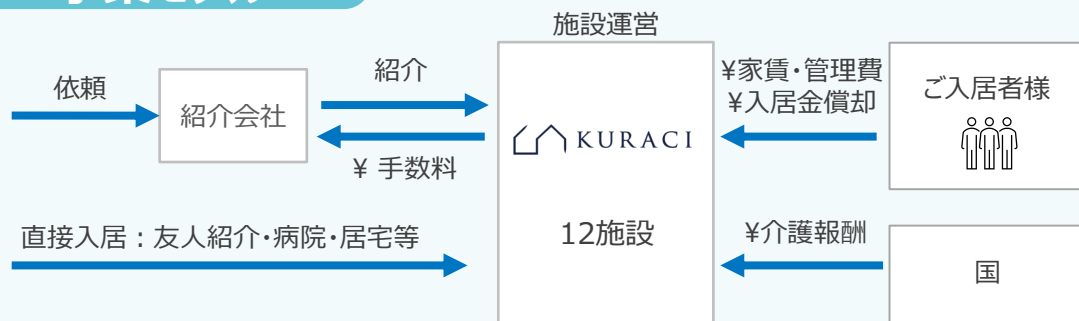 施設運営
依頼
紹介会社
紹介
¥ 手数料
直接入居：友人紹介・病院・居宅等
KURACI
12施設
¥家賃・管理費
¥入居金償却
ご入居者様
¥介護報酬
国